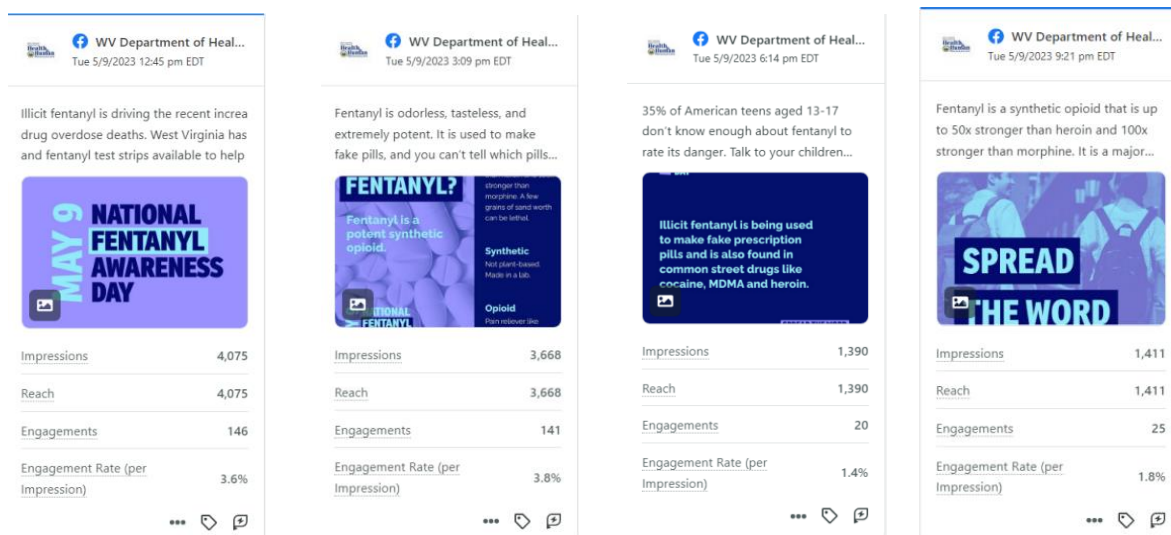 WV Department of Heal...
Tue 5/9/2023 12:45 pm EDT
Illicit fentanyl is driving the recent increa
drug overdose deaths. West Virginia has
and fentanyl test strips available to help
MAY 9
NATIONAL
FENTANYL
AWARENESS
DAY
Impressions 4,075
Reach 4,075
Engagements 146
Engagement Rate (per
Impression) 3.6%
WV Department of Heal...
Tue 5/9/2023 3:09 pm EDT
Fentanyl is odorless, tasteless, and
extremely potent. It is used to make
fake pills, and you can't tell which pills...
FENTANYL?
Fentanyl is a
potent synthetic
opioid.
stronger than
morphine. A few
grains of sand worth
can be lethal.
Synthetic
Not plant-based.
Made in a lab.
Opioid
Pain reliever like
NATIONAL
FENTANYL
Impressions 3,668
Reach 3,668
Engagements 141
Engagement Rate (per
Impression) 3.8%
WV Department of Heal...
Tue 5/9/2023 6:14 pm EDT
35% of American teens aged 13-17
don't know enough about fentanyl to
rate its danger. Talk to your children...
Illicit fentanyl is being used
to make fake prescription
pills and is also found in
common street drugs like
cocaine, MDMA and heroin.
Impressions 1,390
Reach 1,390
Engagements 20
Engagement Rate (per
Impression) 1.4%
WV Department of Heal...
Tue 5/9/2023 9:21 pm EDT
Fentanyl is a synthetic opioid that is up
to 50x stronger than heroin and 100x
stronger than morphine. It is a major...
SPREAD
THE WORD
Impressions 1,411
Reach 1,411
Engagements 25
Engagement Rate (per
Impression) 1.8%